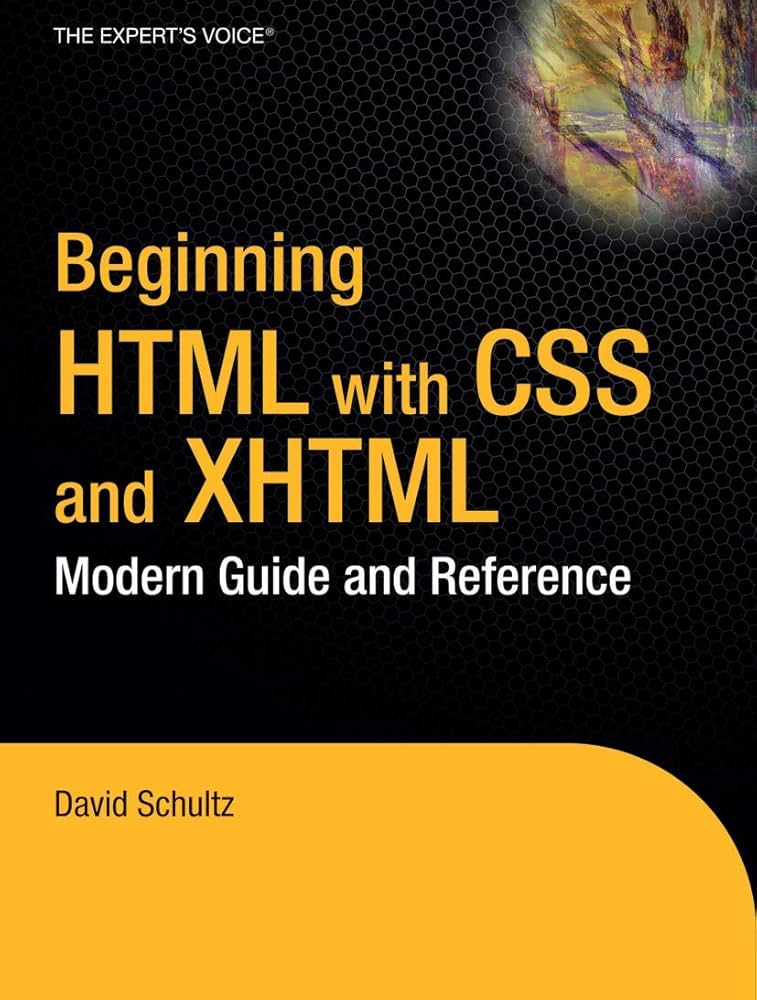 THE EXPERT'S VOICE®
Beginning
HTML with CSS
and XHTML
Modern Guide and Reference
David Schultz